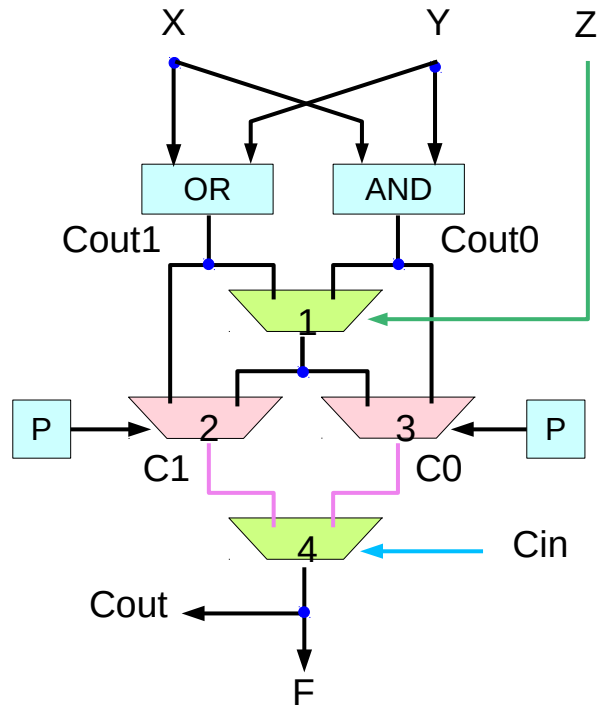 X Y Z
OR AND
Cout1 Cout0
1
P 2 3 P
C1 C0
4 Cin
Cout
F